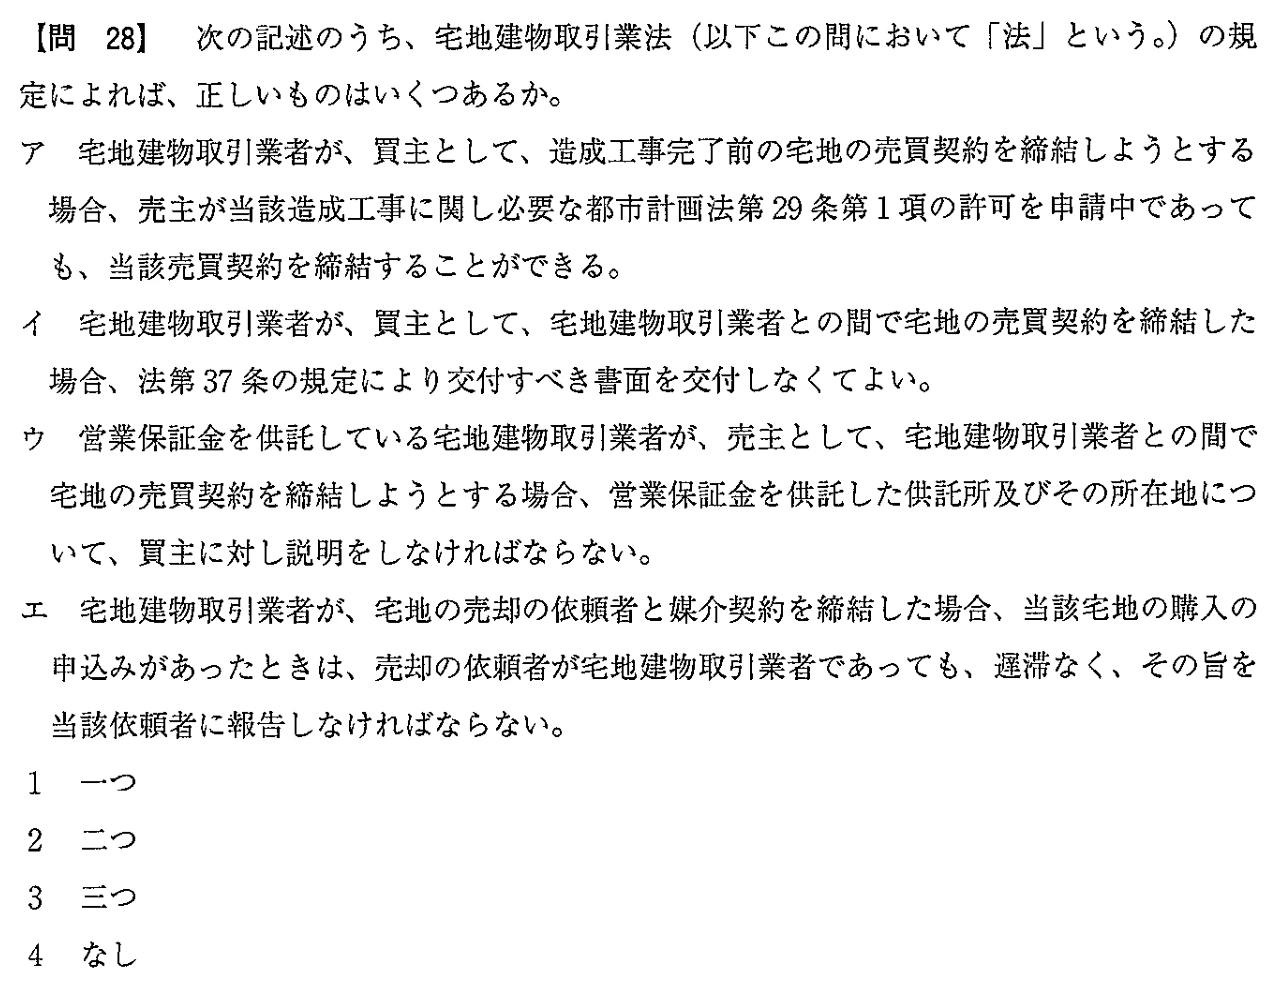 【問 28】 次の記述のうち、宅地建物取引業法（以下この問において「法」という。）の規
定によれば、正しいものはいくつあるか。
ア 宅地建物取引業者が、買主として、造成工事完了前の宅地の売買契約を締結しようとする
場合、売主が当該造成工事に関し必要な都市計画法第 29 条第 1 項の許可を申請中であって
も、当該売買契約を締結することができる。
イ 宅地建物取引業者が、買主として、宅地建物取引業者との間で宅地の売買契約を締結した
場合、法第 37 条の規定により交付すべき書面を交付しなくてよい。
ウ 営業保証金を供託している宅地建物取引業者が、売主として、宅地建物取引業者との間で
宅地の売買契約を締結しようとする場合、営業保証金を供託した供託所及びその所在地につ
いて、買主に対し説明をしなければならない。
エ 宅地建物取引業者が、宅地の売却の依頼者と媒介契約を締結した場合、当該宅地の購入の
申込みがあったときは、売却の依頼者が宅地建物取引業者であっても、遅滞なく、その旨を
当該依頼者に報告しなければならない。
1 一つ
2 二つ
3 三つ
4 なし